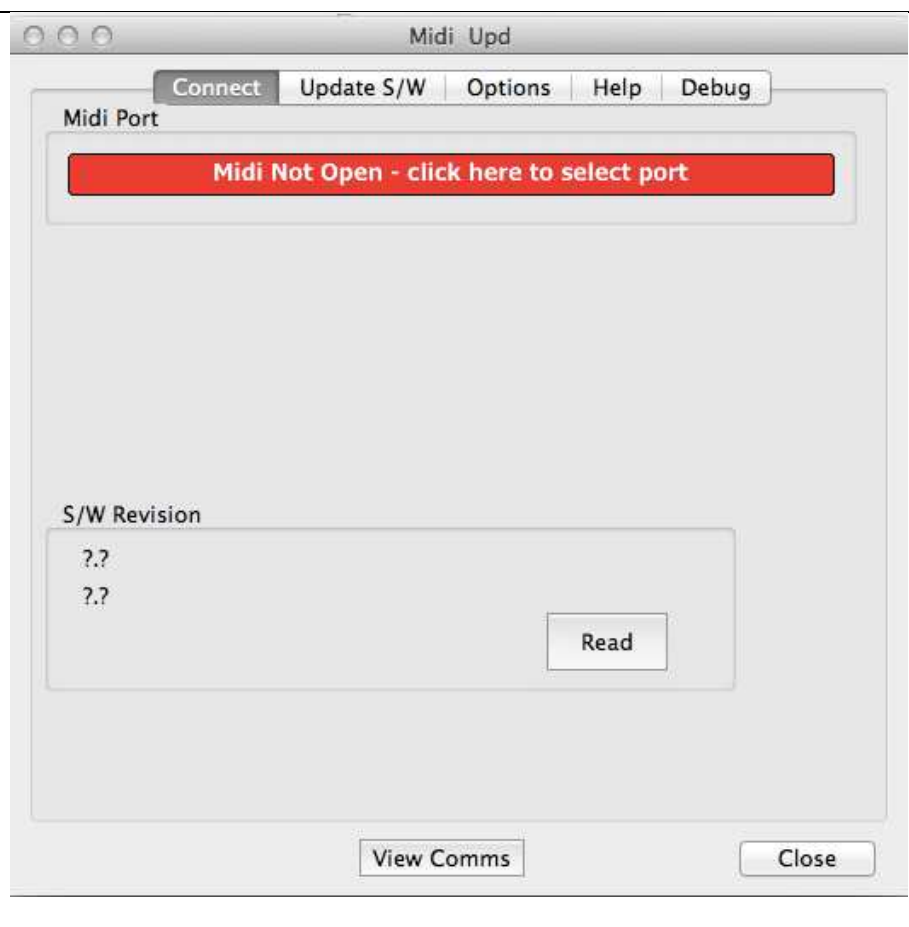 Midi Upd
Connect Update S/W Options Help Debug
Midi Port
Midi Not Open - click here to select port
S/W Revision
?.?
?.?
Read
View Comms Close